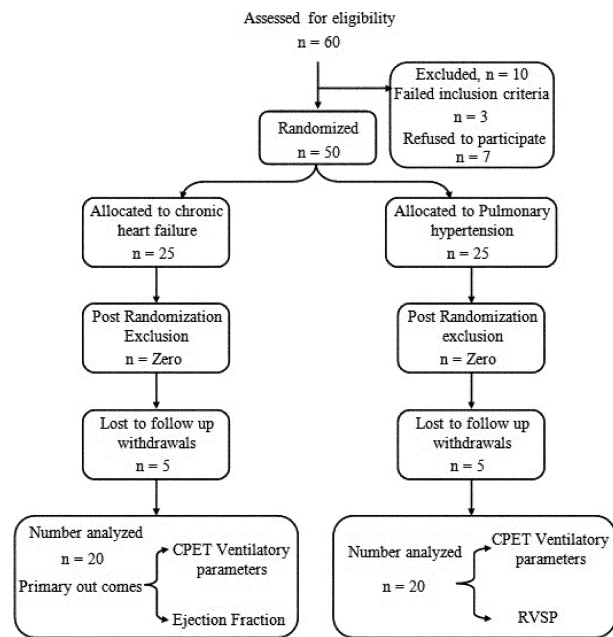 Assessed for eligibility
n = 60
Excluded, n = 10
Failed inclusion criteria
n = 3
Refused to participate
n = 7
Randomized
n = 50
Allocated to chronic
heart failure
n = 25
Allocated to Pulmonary
hypertension
n = 25
Post Randomization
Exclusion
n = Zero
Post Randomization
exclusion
n = Zero
Lost to follow up
withdrawals
n = 5
Lost to follow up
withdrawals
n = 5
Number analyzed
n = 20
Primary out comes
CPET Ventilatory
parameters
Ejection Fraction
Number analyzed
n = 20
CPET Ventilatory
parameters
RVSP